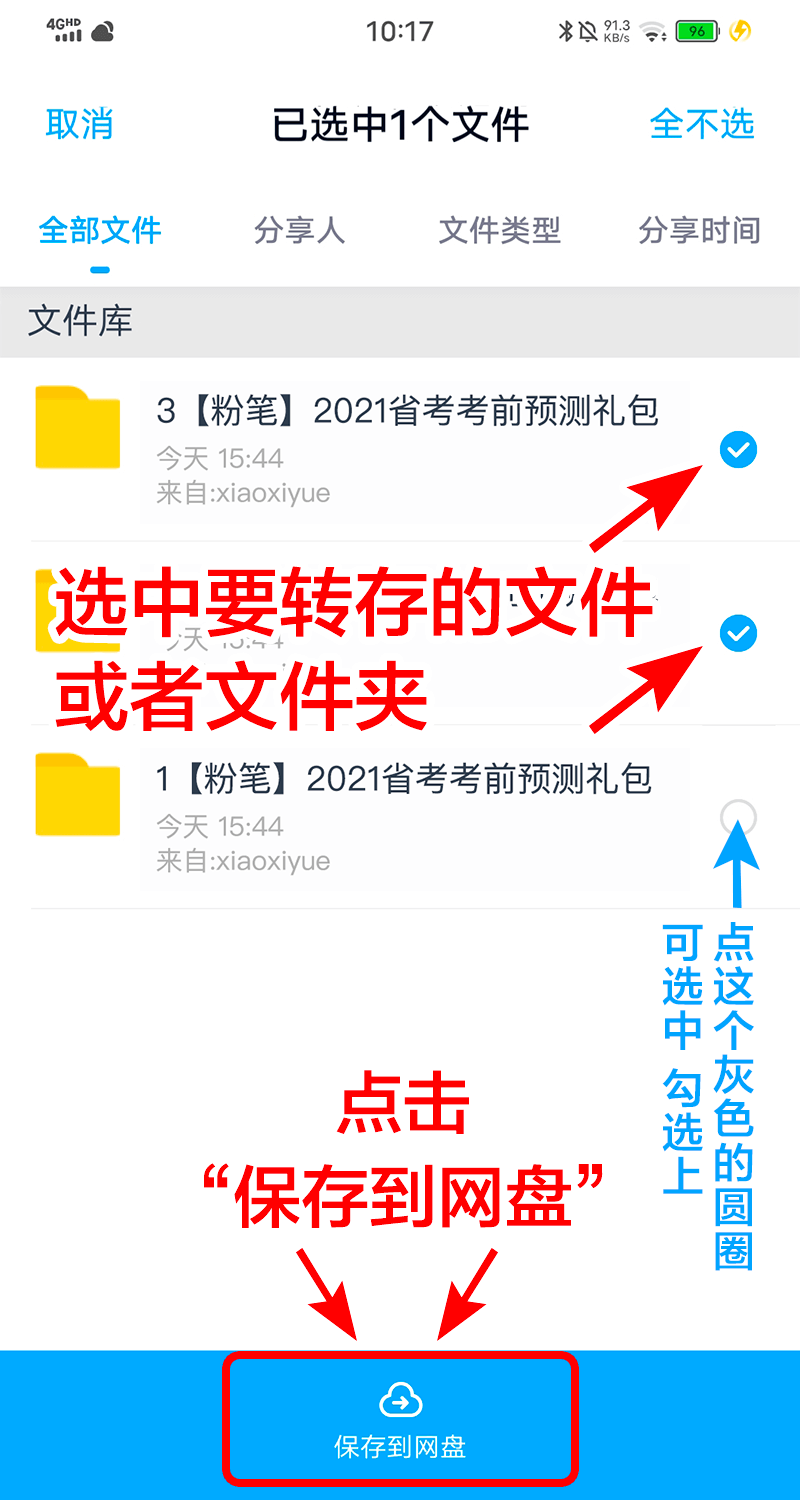 4GHD
10:17
91.3
KB/s
96
取消
已选中1个文件
全不选
全部文件
分享人
文件类型
分享时间
文件库
3【粉笔】2021省考考前预测礼包
今天 15:44
来自:xiaoxiyue
选中要转存的文件
或者文件夹
1【粉笔】2021省考考前预测礼包
今天 15:44
来自:xiaoxiyue
点这个灰色的圆圈
可选中 勾选上
点击
“保存到网盘”
保存到网盘